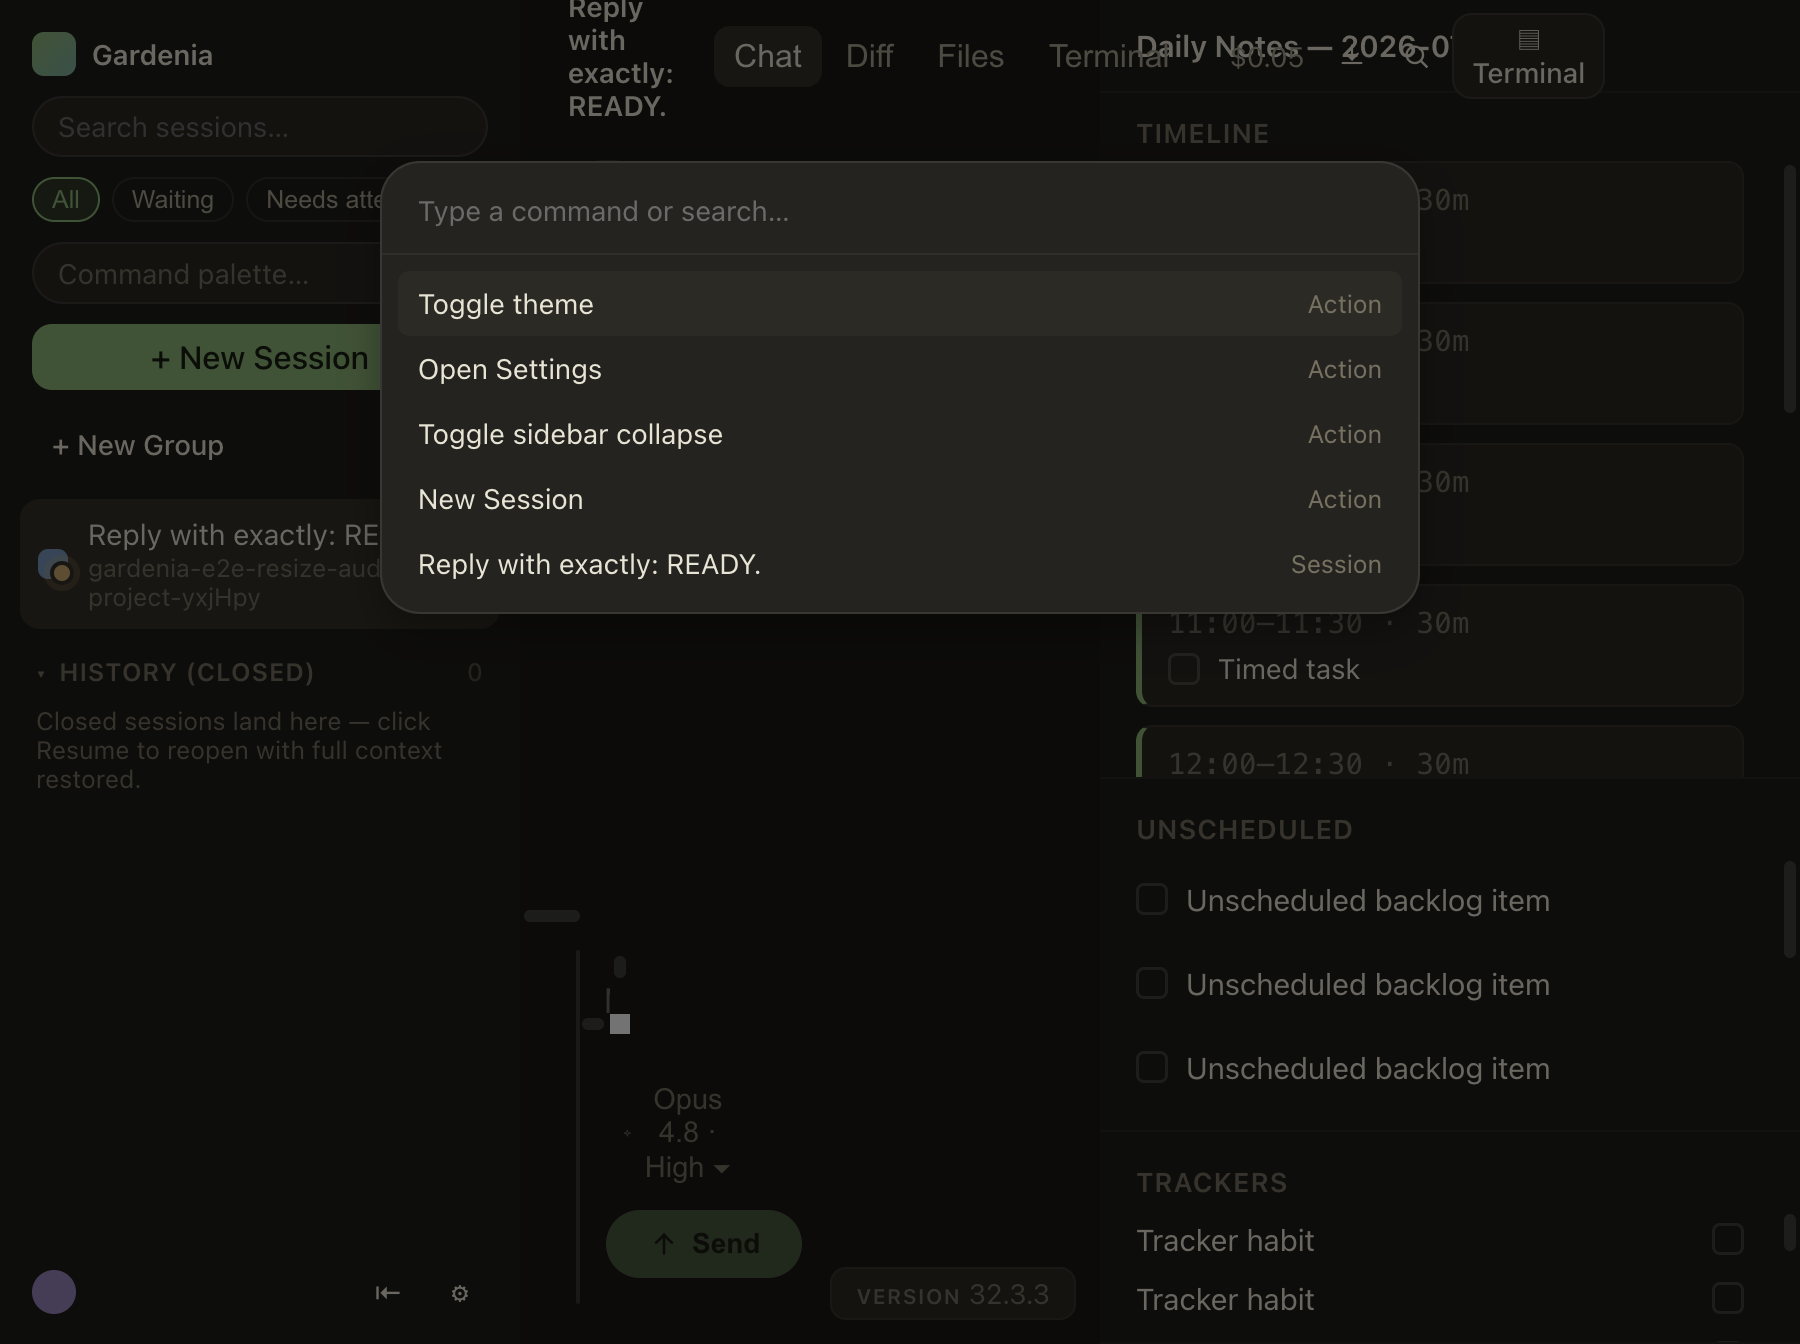 Gardenia
Search sessions...
All
Waiting
Needs atte
Command palette...
+ New Session
+ New Group
Reply with exactly: RE
gardenia-e2e-resize-aud
project-yxjHpy
HISTORY (CLOSED)
0
Closed sessions land here — click
Resume to reopen with full context
restored.
Reply
with
exactly:
READY.
Chat
Diff
Files
Terminal
$0.05
Daily Notes — 2026-0
Terminal
Type a command or search...
Toggle theme
Action
Open Settings
Action
Toggle sidebar collapse
Action
New Session
Action
Reply with exactly: READY.
Session
Opus
4.8 ·
High
Send
VERSION 32.3.3
TIMELINE
30m
30m
30m
11:00–11:30 · 30m
Timed task
12:00–12:30 · 30m
UNSCHEDULED
Unscheduled backlog item
Unscheduled backlog item
Unscheduled backlog item
TRACKERS
Tracker habit
Tracker habit